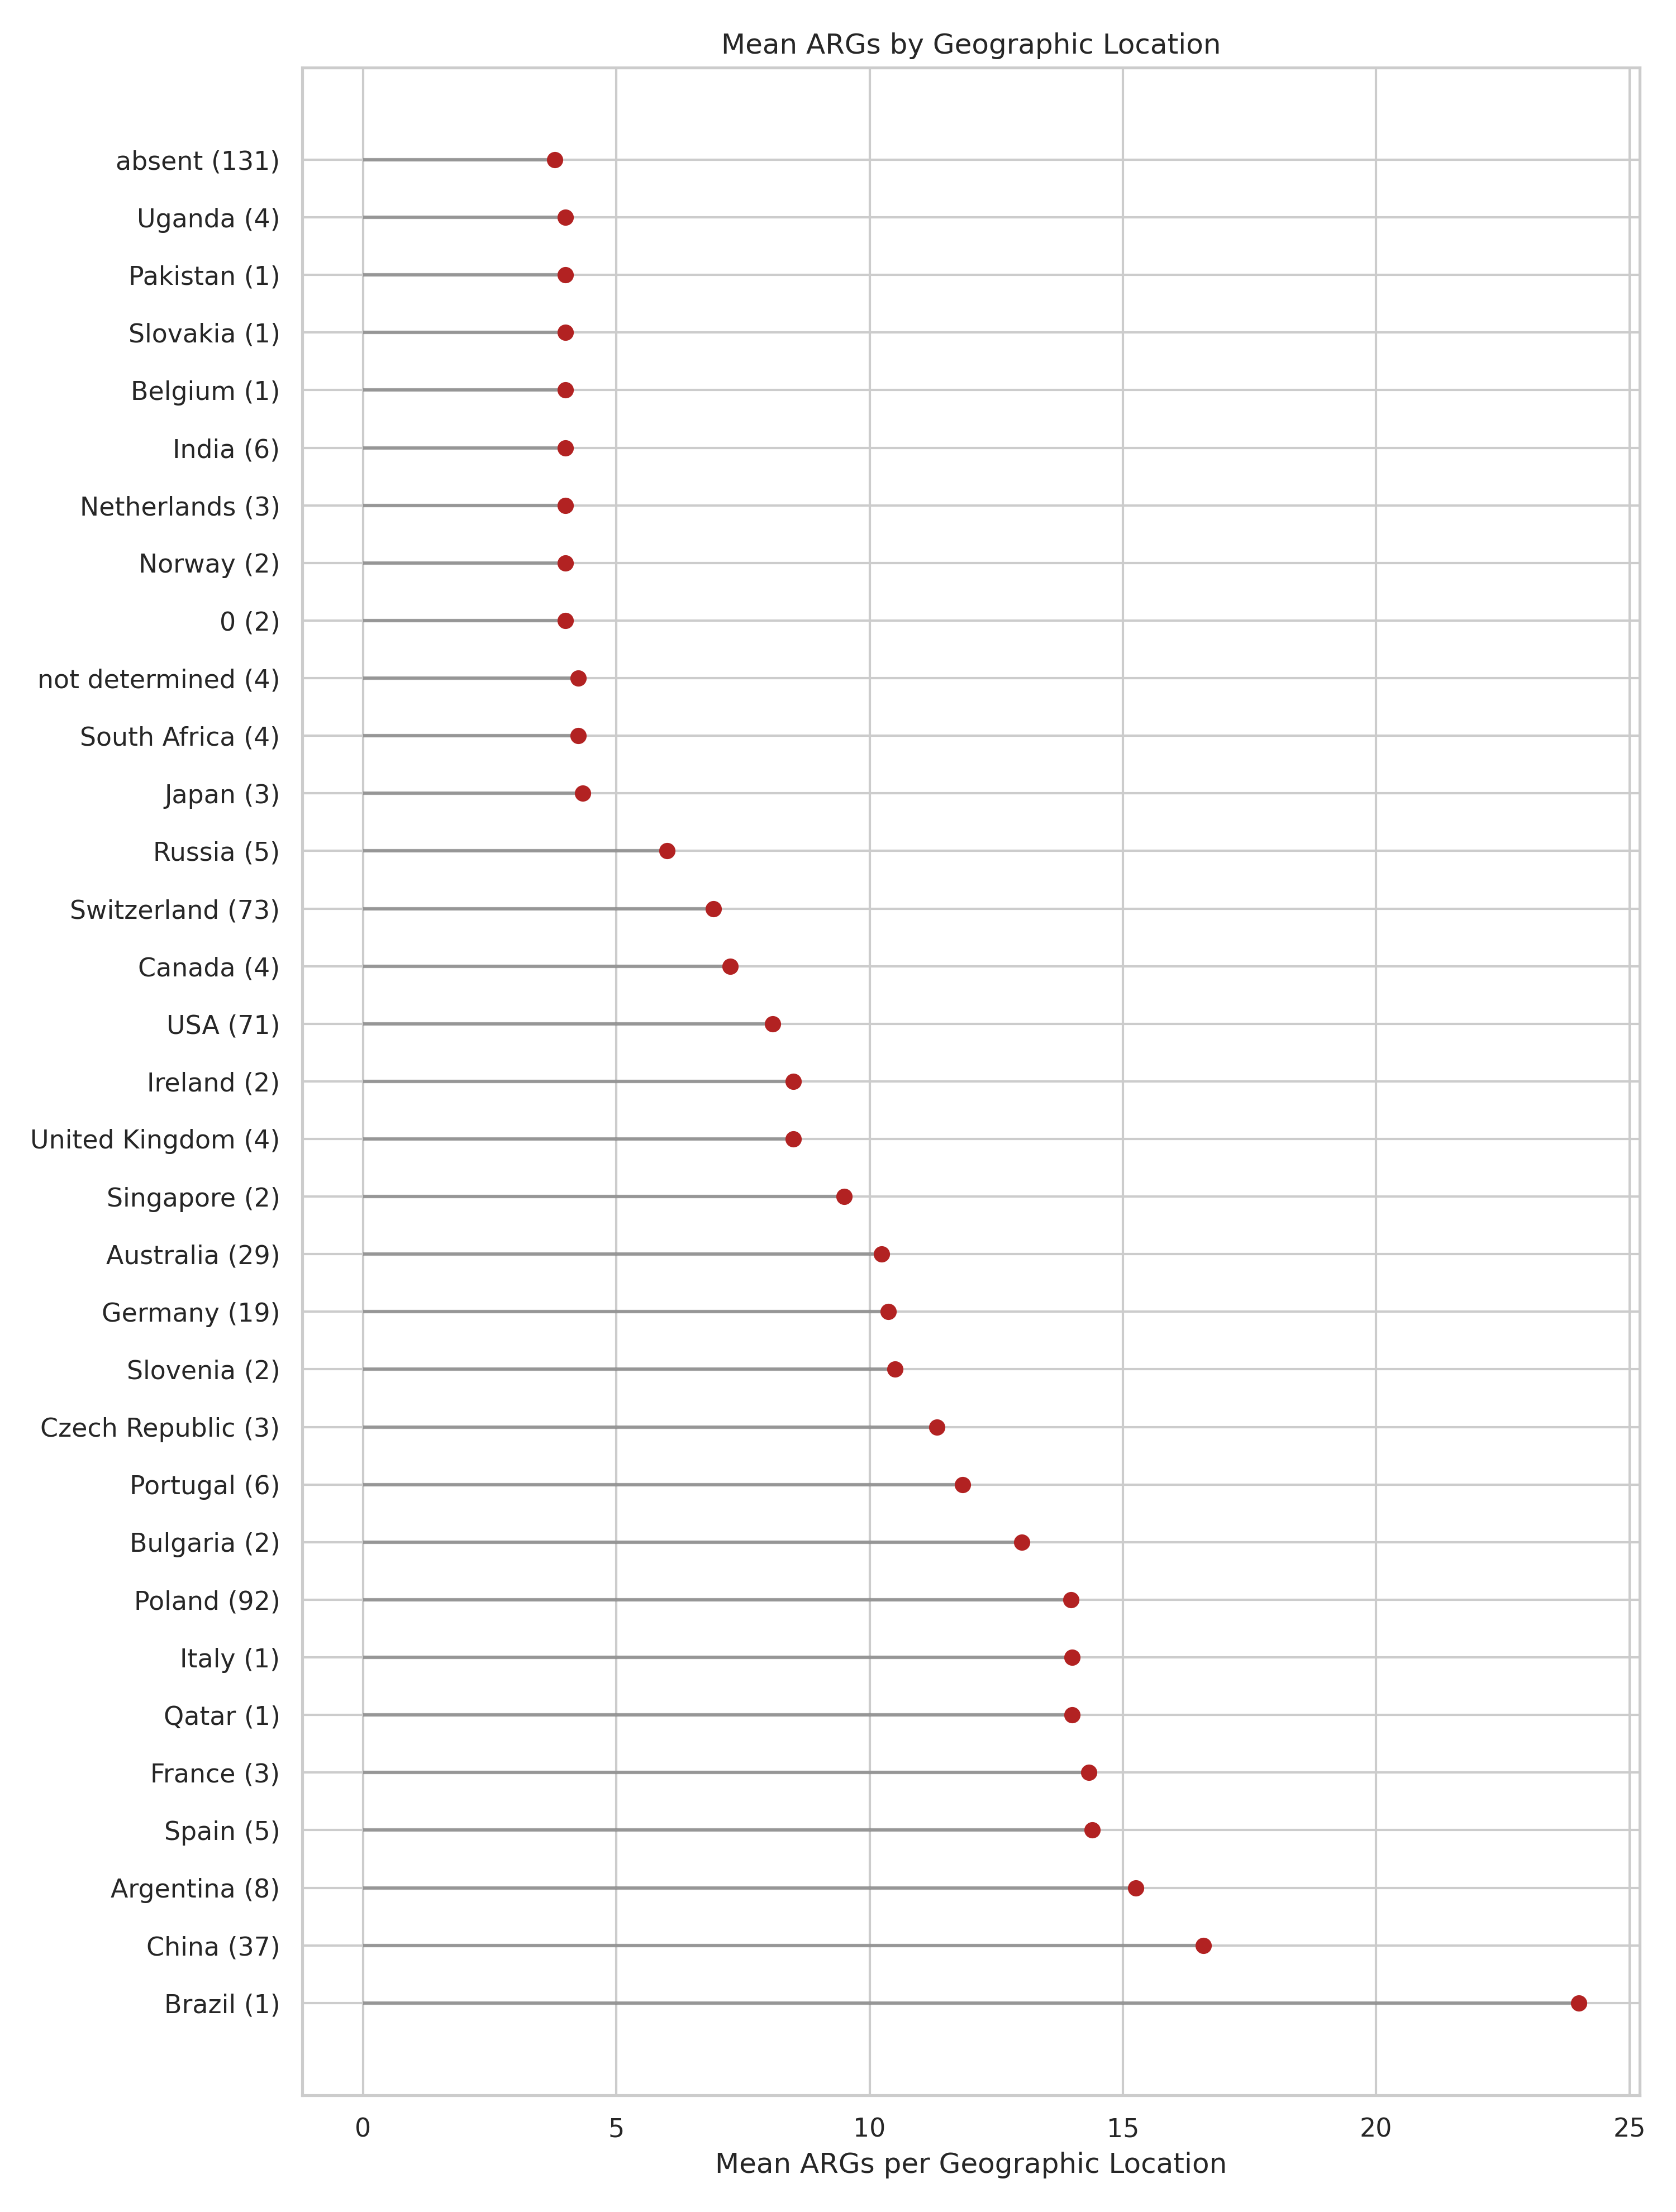 Mean ARGs by Geographic Location
absent (131)
Uganda (4)
Pakistan (1)
Slovakia (1)
Belgium (1)
India (6)
Netherlands (3)
Norway (2)
0 (2)
not determined (4)
South Africa (4)
Japan (3)
Russia (5)
Switzerland (73)
Canada (4)
USA (71)
Ireland (2)
United Kingdom (4)
Singapore (2)
Australia (29)
Germany (19)
Slovenia (2)
Czech Republic (3)
Portugal (6)
Bulgaria (2)
Poland (92)
Italy (1)
Qatar (1)
France (3)
Spain (5)
Argentina (8)
China (37)
Brazil (1)
0 5 10 15 20 25
Mean ARGs per Geographic Location